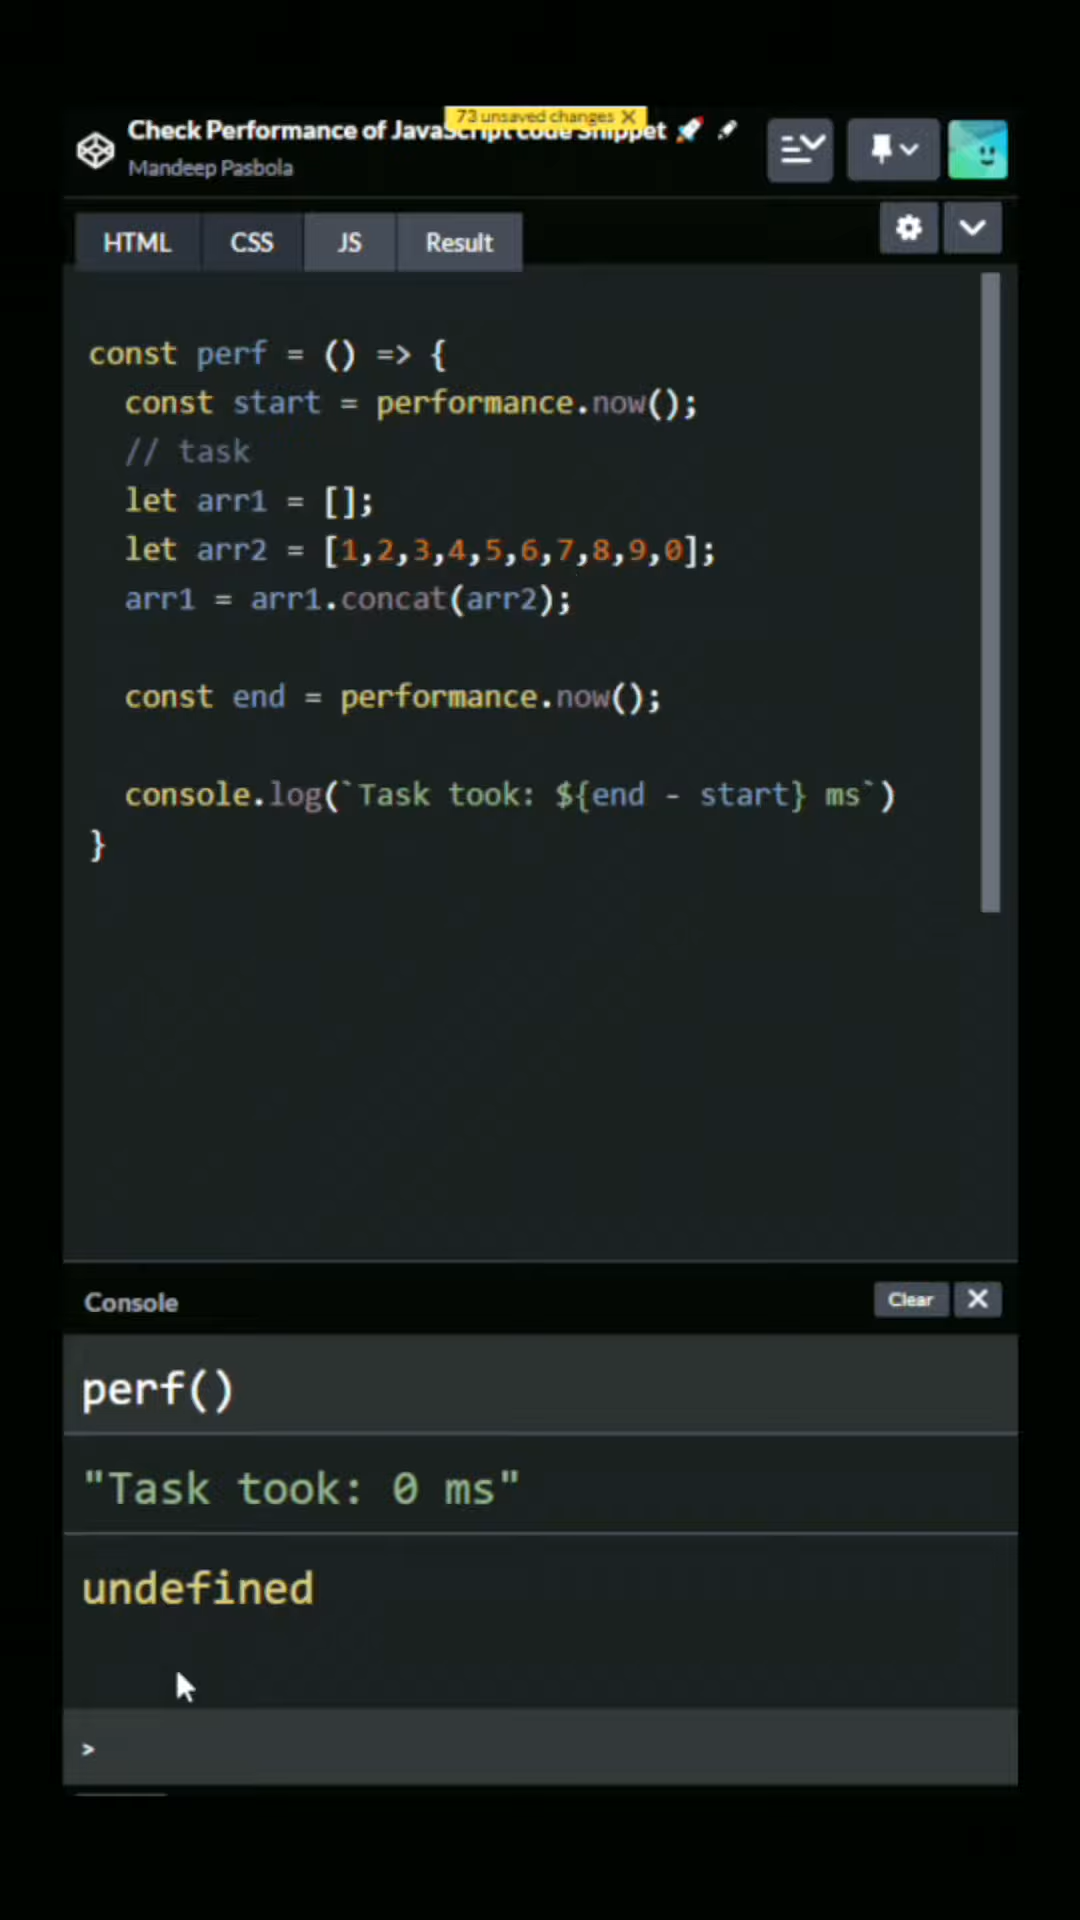 73 unsaved changes X
Check Performance of JavaScript code Snippet
Mandeep Pasbola
HTML CSS JS Result
const perf = () => {
const start = performance.now();
// task
let arr1 = [];
let arr2 = [1,2,3,4,5,6,7,8,9,0];
arr1 = arr1.concat(arr2);
const end = performance.now();
console.log(`Task took: ${end - start} ms`)
}
Console Clear X
perf()
"Task took: 0 ms"
undefined
>